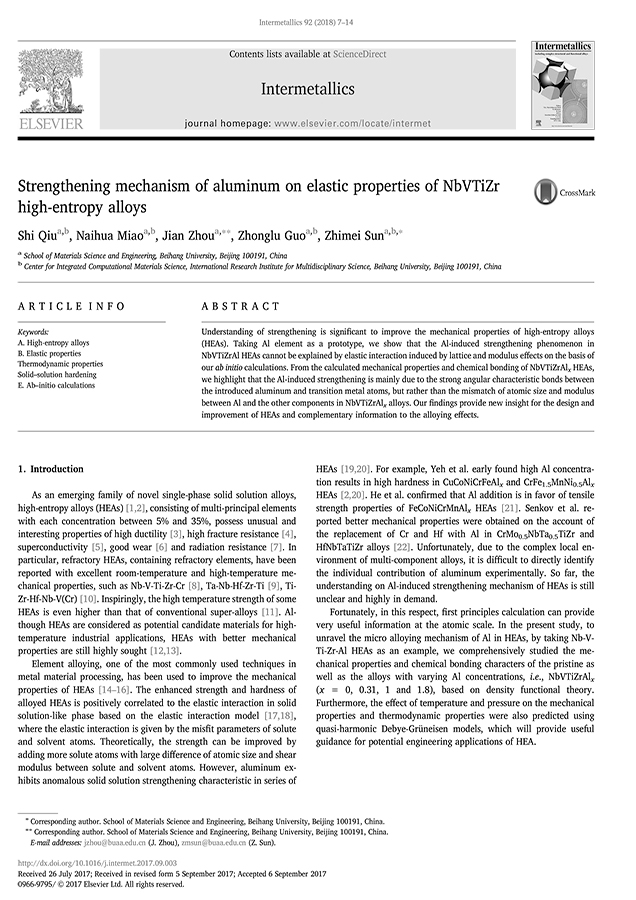 Intermetallics 92 (2018) 7–14
Contents lists available at ScienceDirect
Intermetallics
journal homepage: www.elsevier.com/locate/intermet
ELSEVIER
Intermetallics
Strengthening mechanism of aluminum on elastic properties of NbVTiZr
high-entropy alloys
CrossMark
Shi Qiu^a,b, Naihua Miao^a,b, Jian Zhou^a,**, Zhonglu Guo^a,b, Zhimei Sun^a,b,*
^a School of Materials Science and Engineering, Beihang University, Beijing 100191, China
^b Center for Integrated Computational Materials Science, International Research Institute for Multidisciplinary Science, Beihang University, Beijing 100191, China
ARTICLE INFO
Keywords:
A. High-entropy alloys
B. Elastic properties
Thermodynamic properties
Solid-solution hardening
E. Ab-initio calculations
ABSTRACT
Understanding of strengthening is significant to improve the mechanical properties of high-entropy alloys
(HEAs). Taking Al element as a prototype, we show that the Al-induced strengthening phenomenon in
NbVTiZrAl HEAs cannot be explained by elastic interaction induced by lattice and modulus effects on the basis of
our ab initio calculations. From the calculated mechanical properties and chemical bonding of NbVTiZrAlx HEAs,
we highlight that the Al-induced strengthening is mainly due to the strong angular characteristic bonds between
the introduced aluminum and transition metal atoms, but rather than the mismatch of atomic size and modulus
between Al and the other components in NbVTiZrAlx alloys. Our findings provide new insight for the design and
improvement of HEAs and complementary information to the alloying effects.
1. Introduction
As an emerging family of novel single-phase solid solution alloys,
high-entropy alloys (HEAs) [1,2], consisting of multi-principal elements
with each concentration between 5% and 35%, possess unusual and
interesting properties of high ductility [3], high fracture resistance [4],
superconductivity [5], good wear [6] and radiation resistance [7]. In
particular, refractory HEAs, containing refractory elements, have been
reported with excellent room-temperature and high-temperature me-
chanical properties, such as Nb-V-Ti-Zr-Cr [8], Ta-Nb-Hf-Zr-Ti [9], Ti-
Zr-Hf-Nb-V(Cr) [10]. Inspiringly, the high temperature strength of some
HEAs is even higher than that of conventional super-alloys [11]. Al-
though HEAs are considered as potential candidate materials for high-
temperature industrial applications, HEAs with better mechanical
properties are still highly sought [12,13].
Element alloying, one of the most commonly used techniques in
metal material processing, has been used to improve the mechanical
properties of HEAs [14–16]. The enhanced strength and hardness of
alloyed HEAs is positively correlated to the elastic interaction in solid
solution-like phase based on the elastic interaction model [17,18],
where the elastic interaction is given by the misfit parameters of solute
and solvent atoms. Theoretically, the strength can be improved by
adding more solute atoms with large difference of atomic size and shear
modulus between solute and solvent atoms. However, aluminum ex-
hibits anomalous solid solution strengthening characteristic in series of
HEAs [19,20]. For example, Yeh et al. early found high Al concentra-
tion results in high hardness in CuCoNiCrFeAlx and CrFe1.5MnNi0.5Alx
HEAs [2,20]. He et al. confirmed that Al addition is in favor of tensile
strength properties of FeCoNiCrMnAlx HEAs [21]. Senkov et al. re-
ported better mechanical properties were obtained on the account of
the replacement of Cr and Hf with Al in CrMo0.5NbTa0.5TiZr and
HfNbTaTiZr alloys [22]. Unfortunately, due to the complex local en-
vironment of multi-component alloys, it is difficult to directly identify
the individual contribution of aluminum experimentally. So far, the
understanding on Al-induced strengthening mechanism of HEAs is still
unclear and highly in demand.
Fortunately, in this respect, first principles calculation can provide
very useful information at the atomic scale. In the present study, to
unravel the micro alloying mechanism of Al in HEAs, by taking Nb-V-
Ti-Zr-Al HEAs as an example, we comprehensively studied the me-
chanical properties and chemical bonding characters of the pristine as
well as the alloys with varying Al concentrations, i.e., NbVTiZrAlx
(x = 0, 0.31, 1 and 1.8), based on density functional theory.
Furthermore, the effect of temperature and pressure on the mechanical
properties and thermodynamic properties were also predicted using
quasi-harmonic Debye-Grüneisen models, which will provide useful
guidance for potential engineering applications of HEA.
* Corresponding author. School of Materials Science and Engineering, Beihang University, Beijing 100191, China.
** Corresponding author. School of Materials Science and Engineering, Beihang University, Beijing 100191, China.
E-mail addresses: jzhou@buaa.edu.cn (J. Zhou), zmsun@buaa.edu.cn (Z. Sun).
http://dx.doi.org/10.1016/j.intermet.2017.09.003
Received 26 July 2017; Received in revised form 5 September 2017; Accepted 6 September 2017
0966-9795/ © 2017 Elsevier Ltd. All rights reserved.